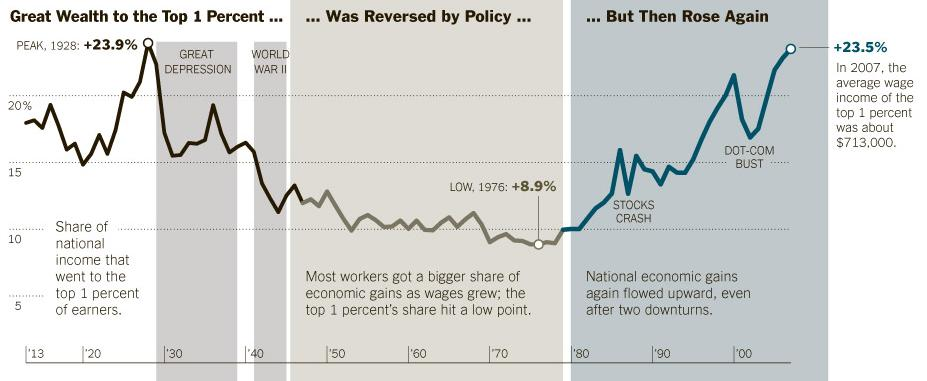 Great Wealth to the Top 1 Percent ...
... Was Reversed by Policy ...
... But Then Rose Again
PEAK, 1928: +23.9%
GREAT
DEPRESSION
WORLD
WAR II
+23.5%
In 2007, the
average wage
income of the
top 1 percent
was about
$713,000.
20%
15
10
5
DOT-COM
BUST
LOW, 1976: +8.9%
STOCKS
CRASH
Share of
national
income that
went to the
top 1 percent
of earners.
Most workers got a bigger share of
economic gains as wages grew; the
top 1 percent's share hit a low point.
National economic gains
again flowed upward, even
after two downturns.
'13 '20 '30 '40 '50 '60 '70 '80 '90 '00